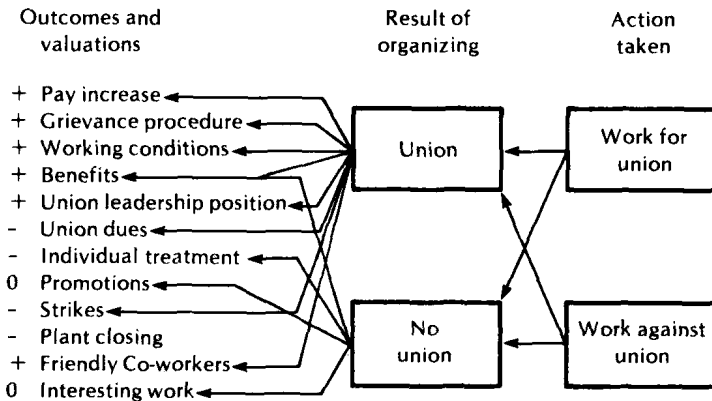 Outcomes and
valuations
Result of
organizing
Action
taken
+ Pay increase
+ Grievance procedure
+ Working conditions
+ Benefits
+ Union leadership position
- Union dues
- Individual treatment
0 Promotions
- Strikes
- Plant closing
+ Friendly Co-workers
0 Interesting work
Union
No
union
Work for
union
Work against
union